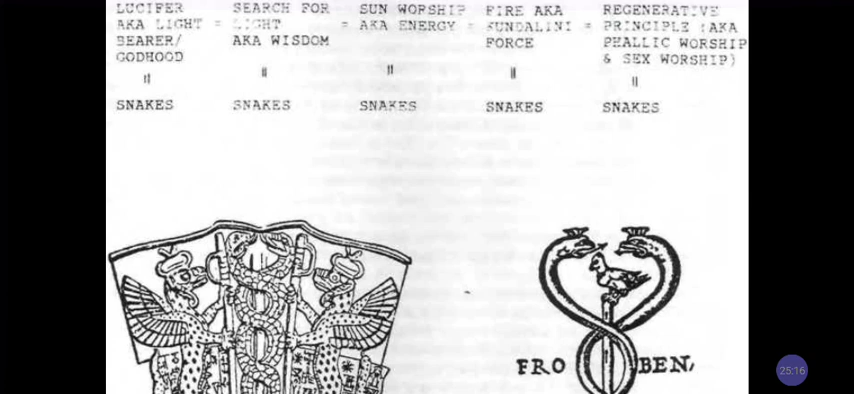 LUCIFER SEARCH FOR SUN WORSHIP FIRE AKA REGENERATIVE
AKA LIGHT = LIGHT = AKA ENERGY = KUNDALINI = PRINCIPLE (AKA
BEARER/ AKA WISDOM FORCE PHALLIC WORSHIP
GODHOOD & SEX WORSHIP)
|| || || || ||
SNAKES SNAKES SNAKES SNAKES SNAKES
FRO BEN,
25:16